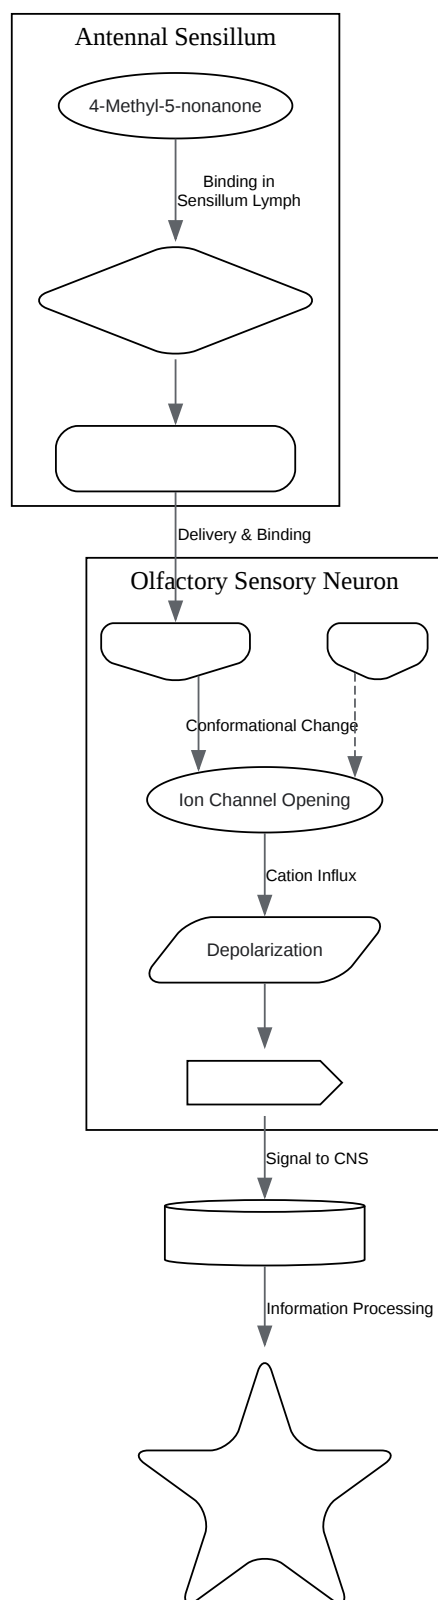 Antennal Sensillum
4-Methyl-5-nonanone
Binding in
Sensillum Lymph
Delivery & Binding
Olfactory Sensory Neuron
Conformational Change
Ion Channel Opening
Cation Influx
Depolarization
Signal to CNS
Information Processing